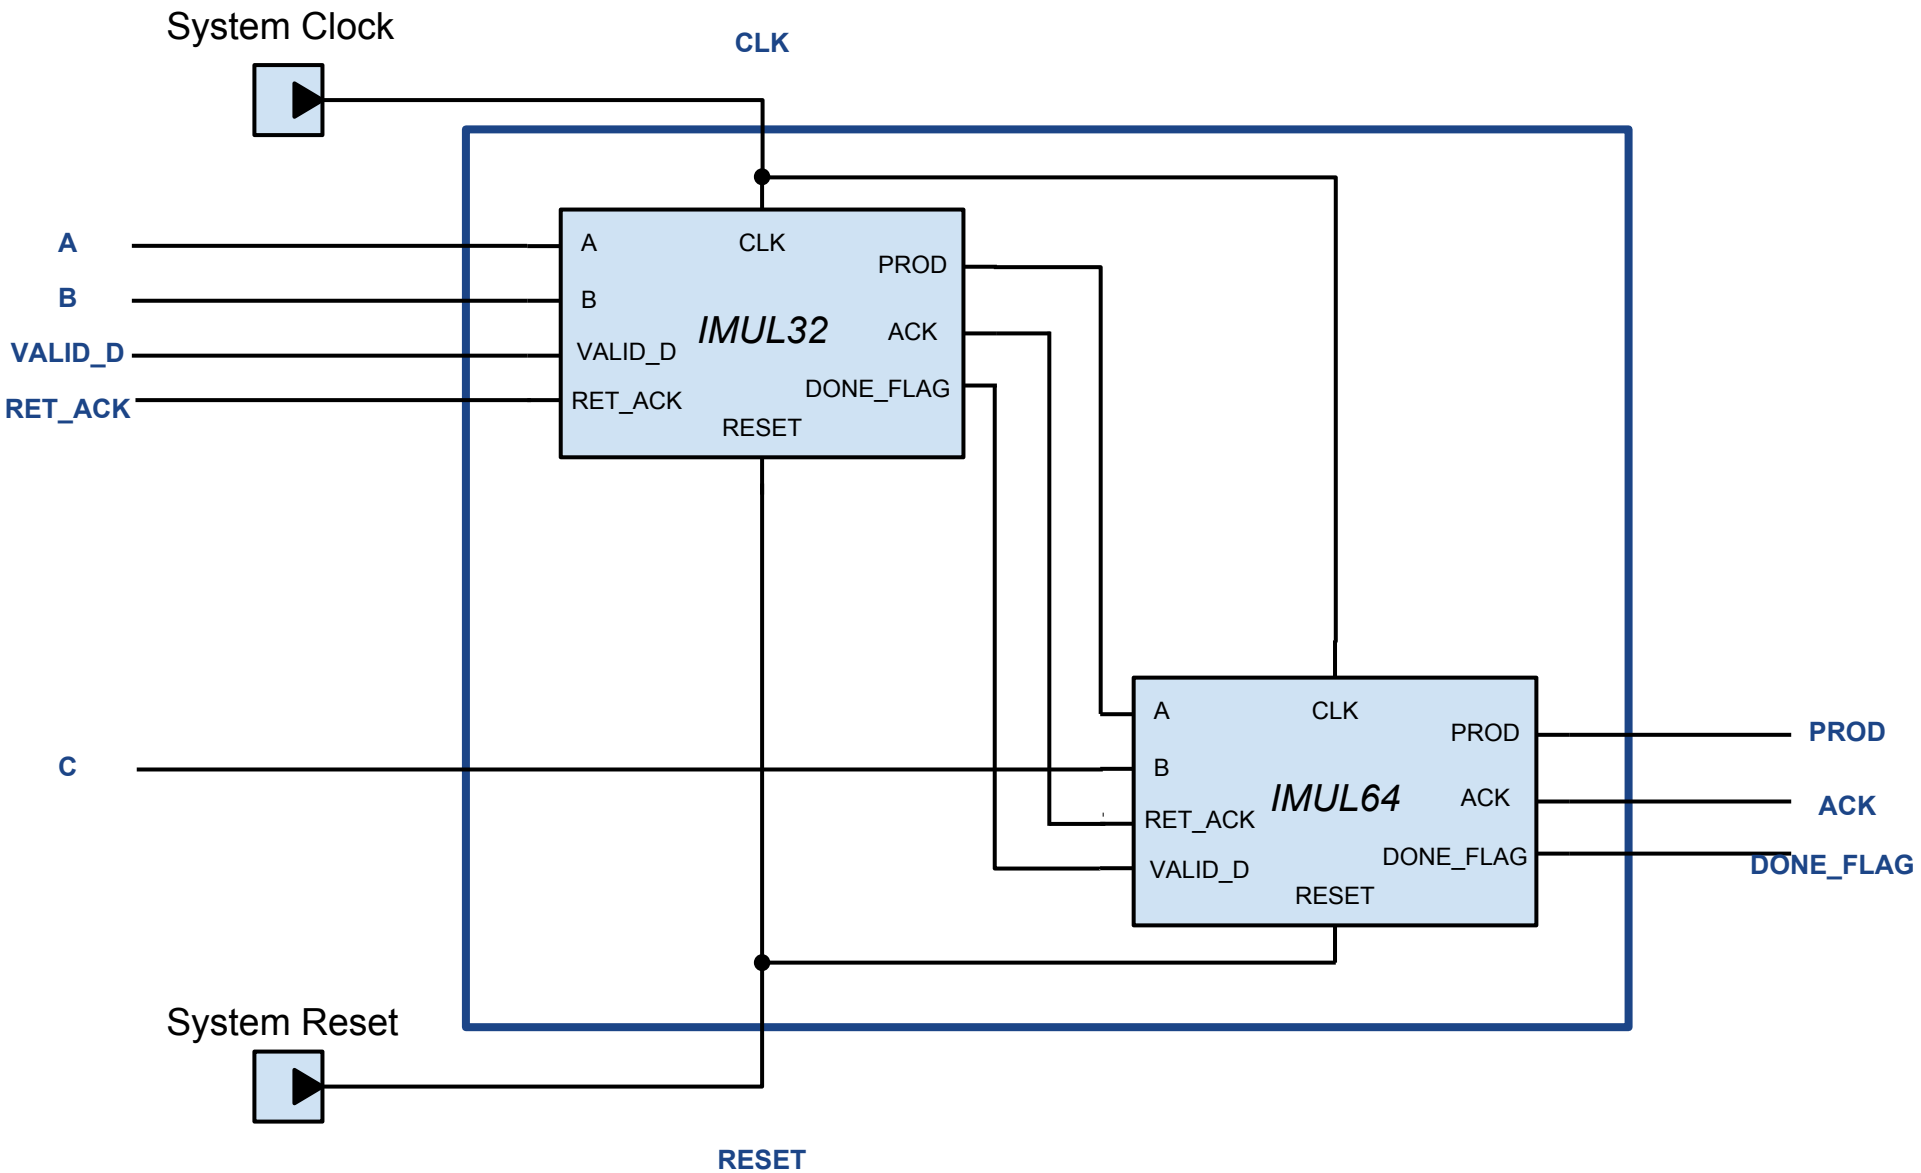 System Clock
CLK
A
B
VALID_D
RET_ACK
A
B
VALID_D
RET_ACK
CLK
IMUL32
RESET
PROD
ACK
DONE_FLAG
C
A
B
RET_ACK
VALID_D
CLK
IMUL64
RESET
PROD
ACK
DONE_FLAG
PROD
ACK
DONE_FLAG
System Reset
RESET